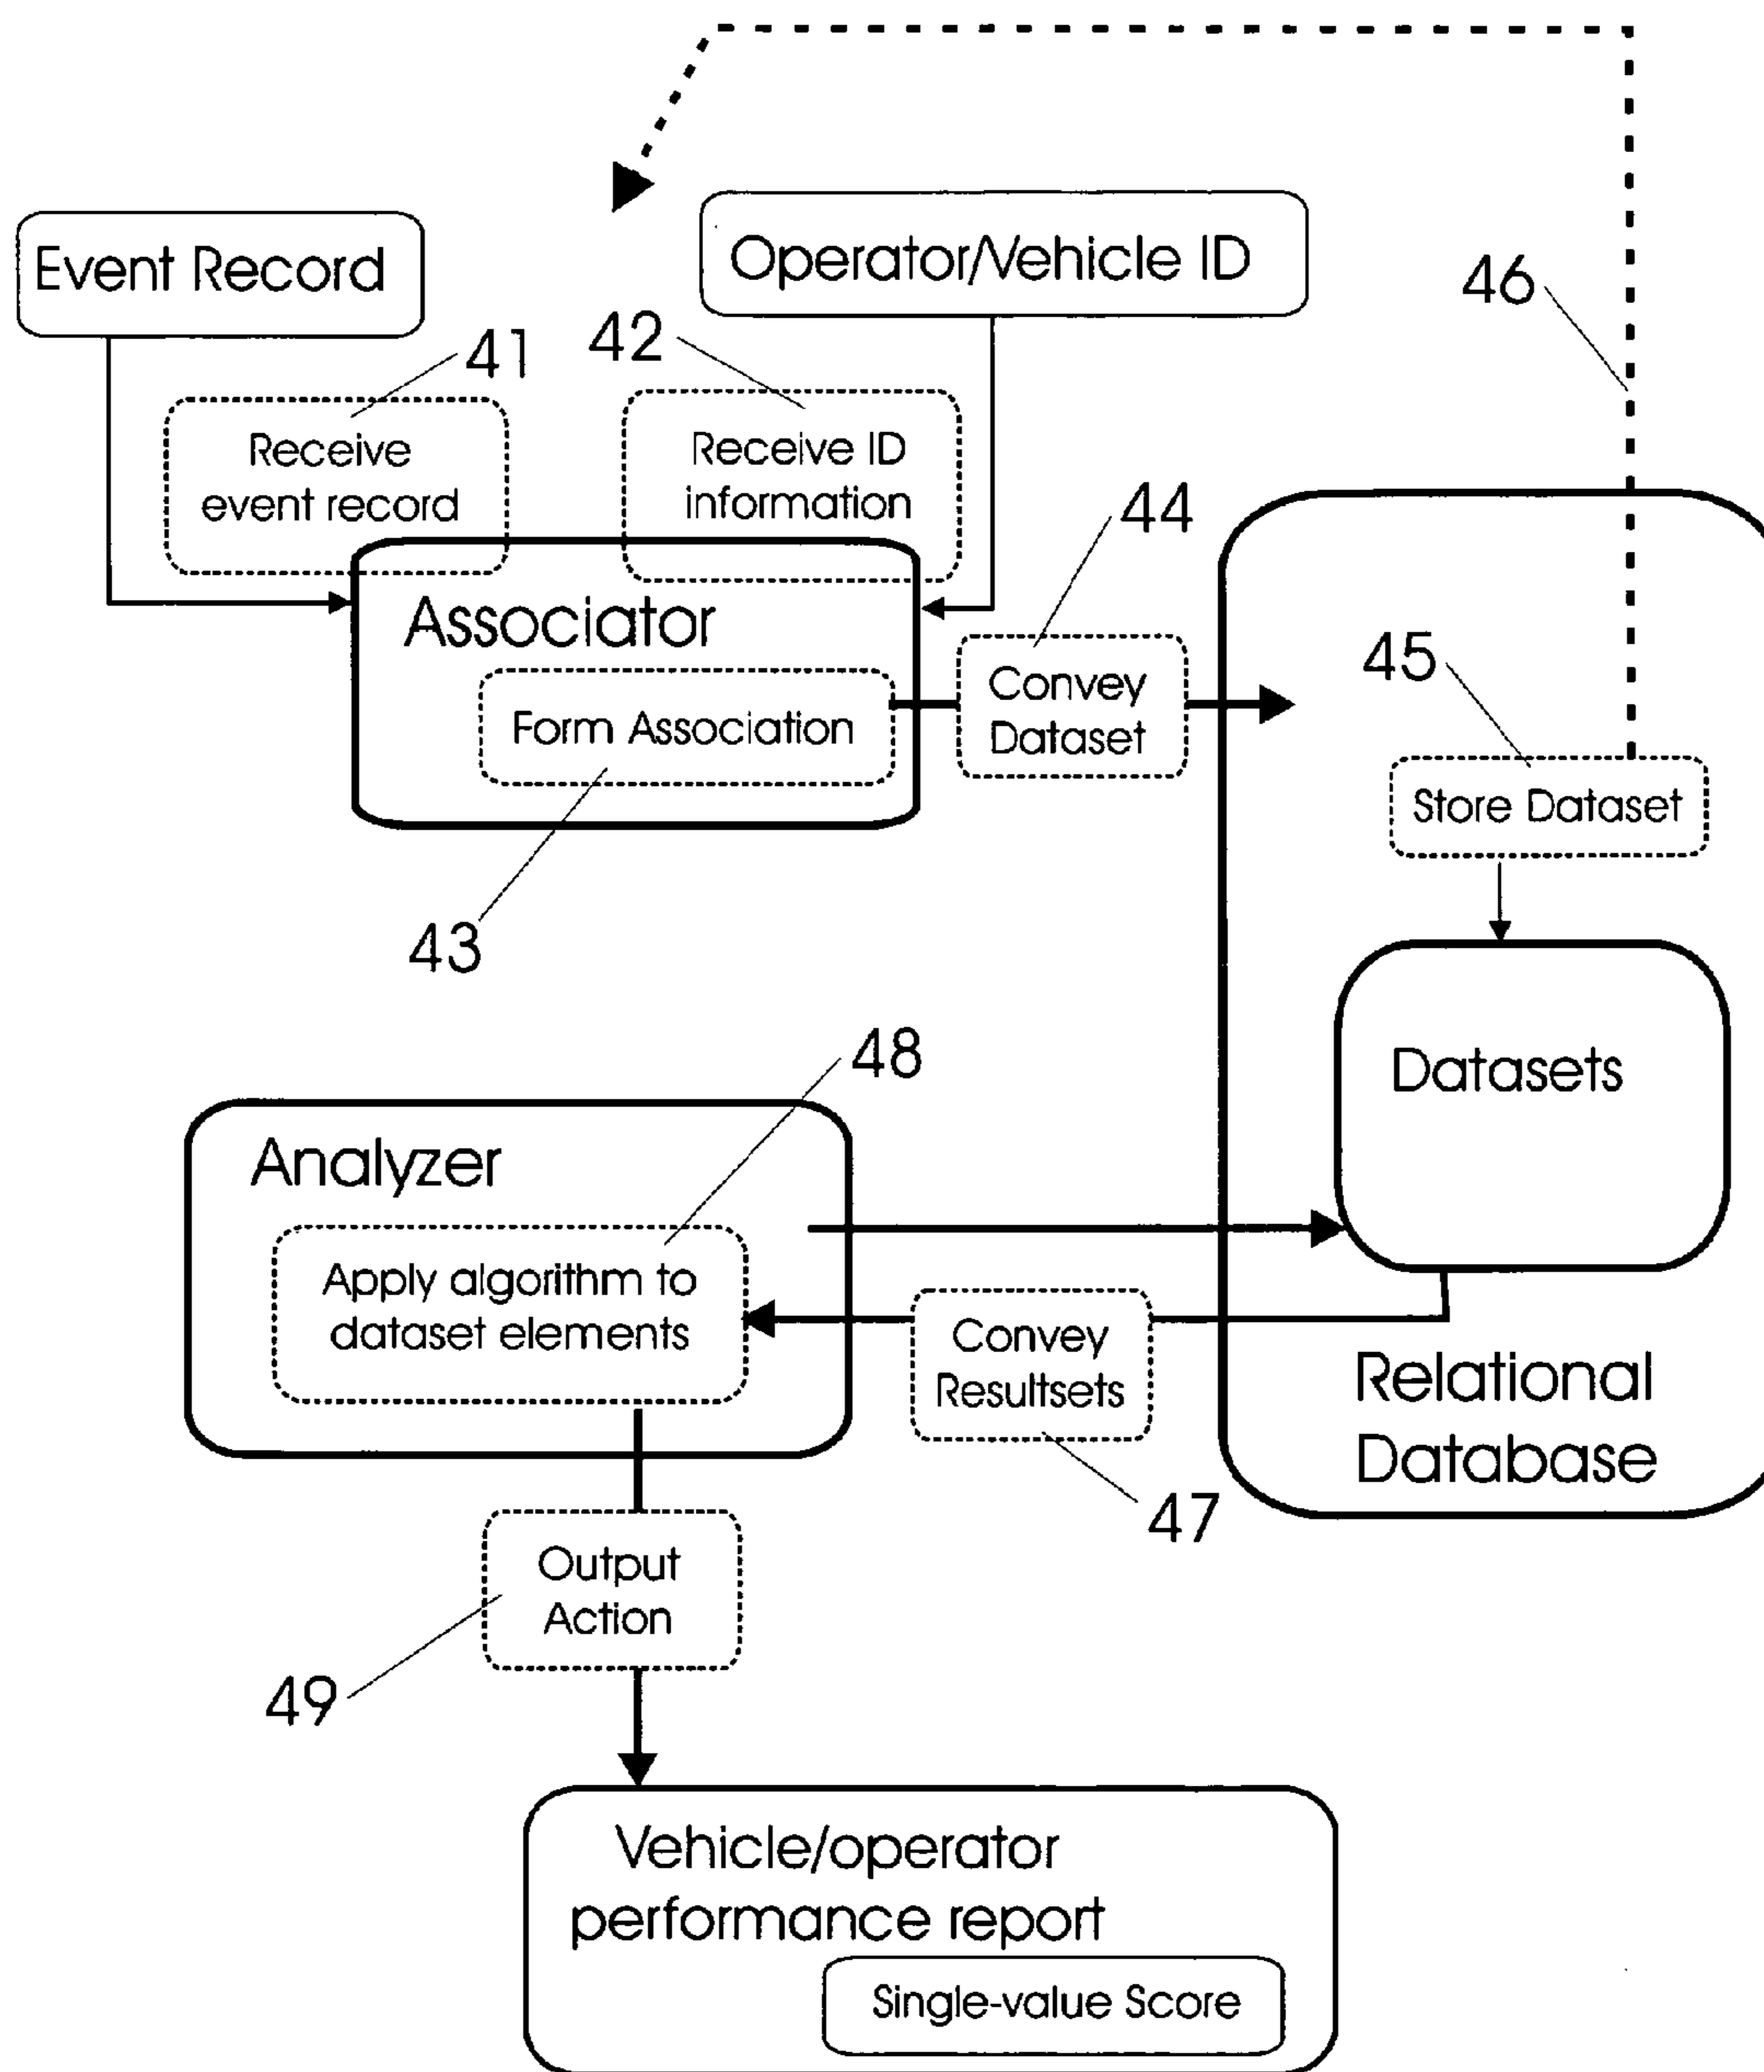 Event Record
Operator/Vehicle ID
46
41
42
Receive
event record
Receive ID
information
44
Associator
45
Convey
Dataset
Form Association
Store Dataset
43
48
Datasets
Analyzer
Apply algorithm to
dataset elements
Convey
Resultsets
Relational
Database
47
Output
Action
49
Vehicle/operator
performance report
Single-value Score